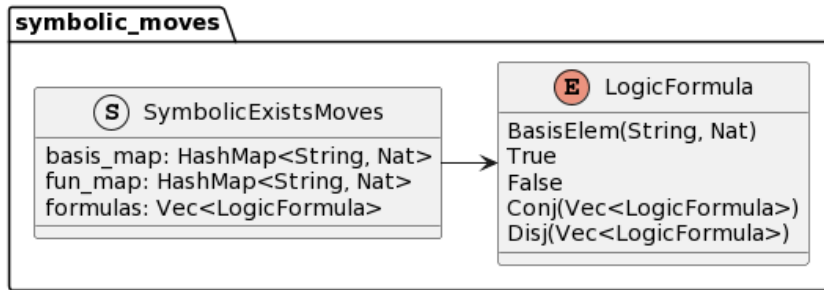 symbolic_moves
S SymbolicExistsMoves
basis_map: HashMap<String, Nat>
fun_map: HashMap<String, Nat>
formulas: Vec<LogicFormula>
E LogicFormula
BasisElem(String, Nat)
True
False
Conj(Vec<LogicFormula>)
Disj(Vec<LogicFormula>)